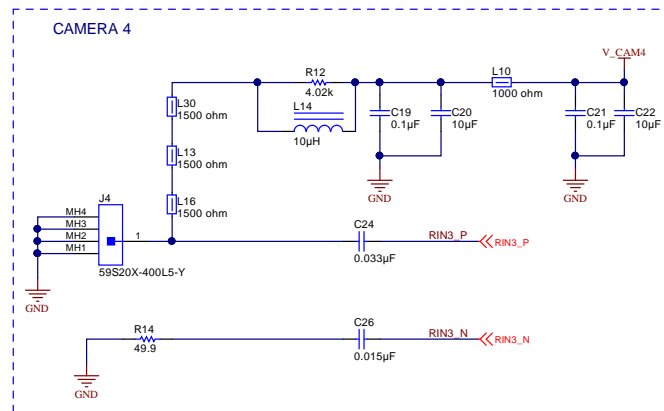 CAMERA 4
V_CAM4
R12
4.02k
L10
1000 ohm
L30
1500 ohm
L14
10µH
C19
0.1µF
C20
10µF
C21
0.1µF
C22
10µF
L13
1500 ohm
GND
GND
L16
1500 ohm
J4
MH4
MH3
MH2
MH1
1
59S20X-400L5-Y
C24
0.033µF
RIN3_P
RIN3_P
GND
R14
49.9
C26
0.015µF
RIN3_N
RIN3_N
GND